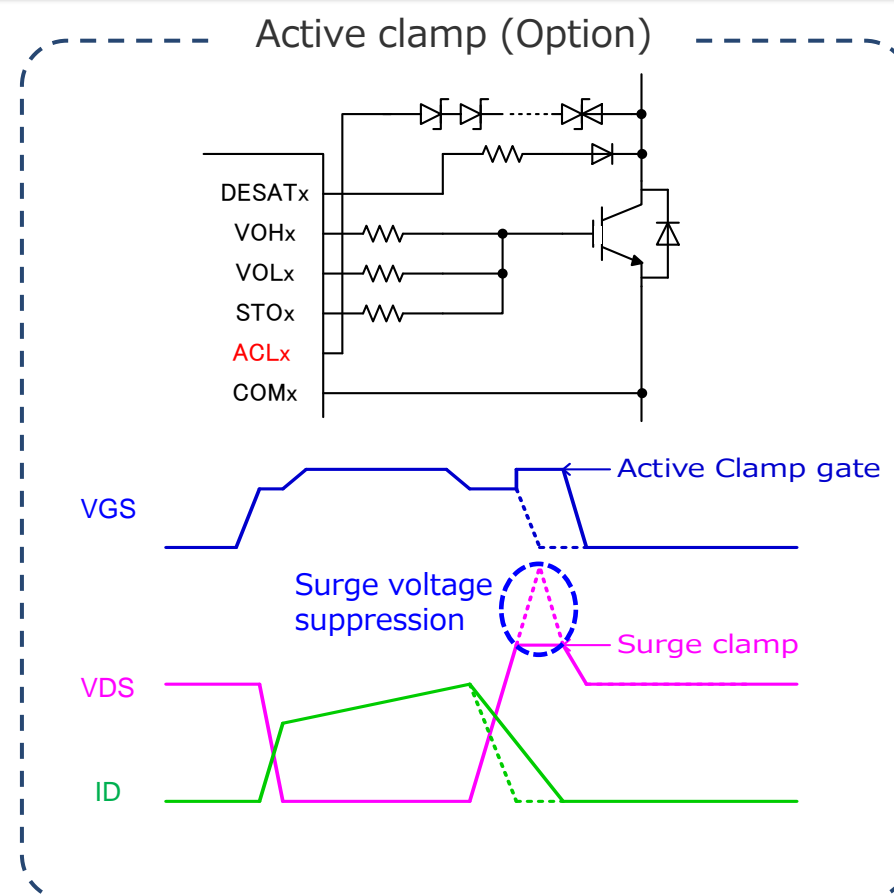 Active clamp (Option)
DESATx
VOHx
VOLx
STOx
ACLx
COMx
Active Clamp gate
VGS
Surge voltage
suppression
Surge clamp
VDS
ID